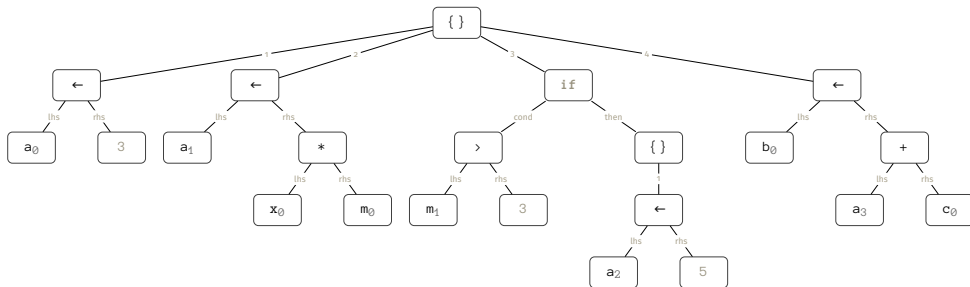 { }
1 2 3 4
← ← if ←
lhs rhs lhs rhs cond then lhs rhs
a₀ 3 a₁ * > { } b₀ +
lhs rhs lhs rhs 1 lhs rhs
x₀ m₀ m₁ 3 ← a₃ c₀
lhs rhs
a₂ 5